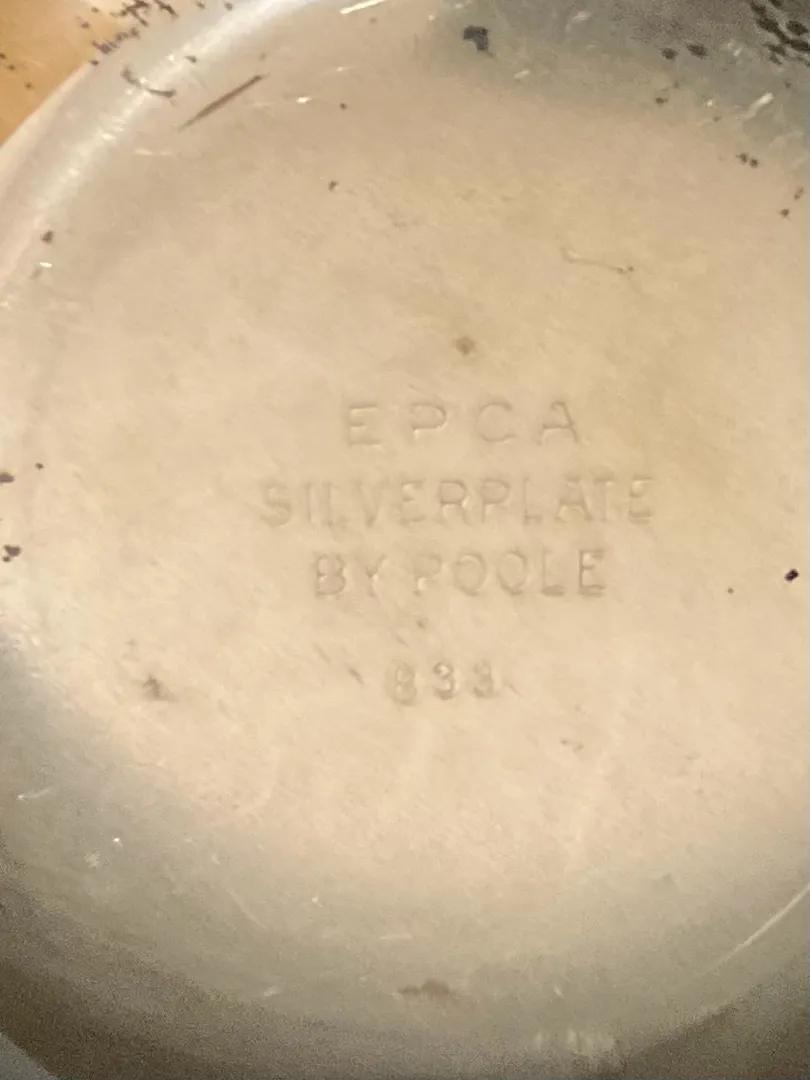 EPCA
SILVERPLATE
BY POOLE
833